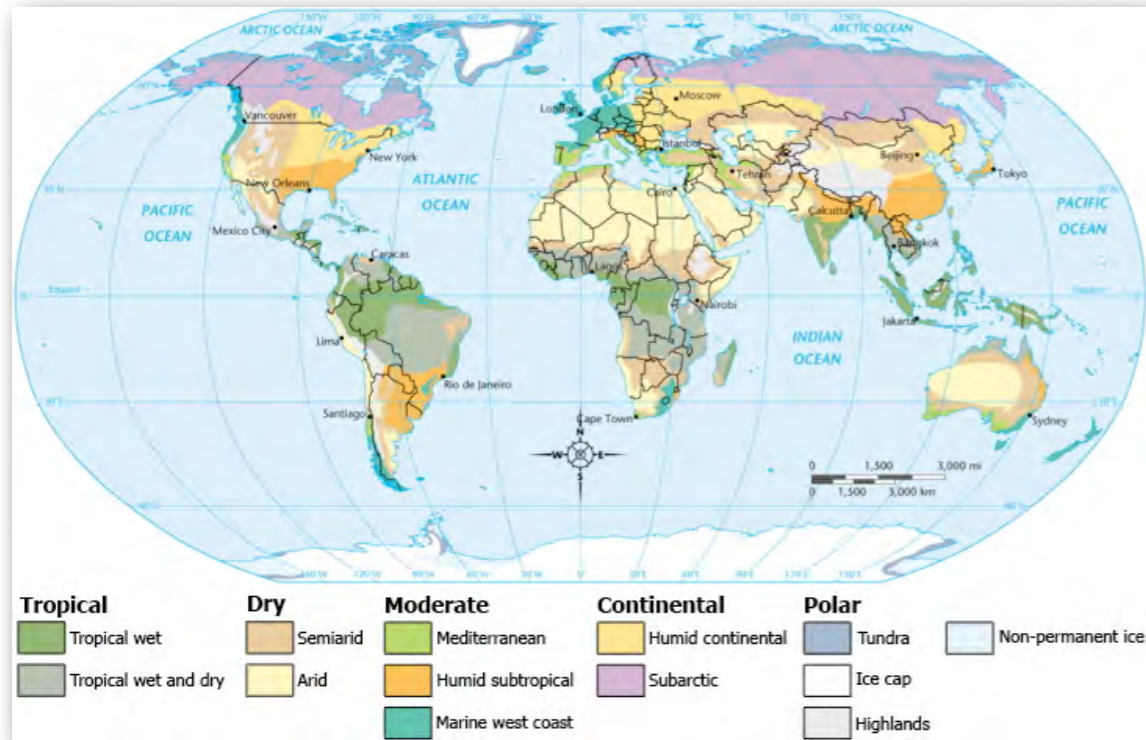 ARCTIC OCEAN
ARCTIC OCEAN
London
Moscow
Vancouver
Istanbul
New York
Beijing
Tokyo
Tehran
New Orleans
ATLANTIC
OCEAN
Cairo
PACIFIC
OCEAN
PACIFIC
OCEAN
Mexico City
Calcutta
Bangkok
Caracas
Lagos
Equator
Nairobi
Jakarta
Lima
INDIAN
OCEAN
Rio de Janeiro
Santiago
Cape Town
Sydney
N
W E
S
0 1,500 3,000 mi
0 1,500 3,000 km
Tropical
Tropical wet
Tropical wet and dry
Dry
Semiarid
Arid
Moderate
Mediterranean
Humid subtropical
Marine west coast
Continental
Humid continental
Subarctic
Polar
Tundra
Ice cap
Highlands
Non-permanent ice